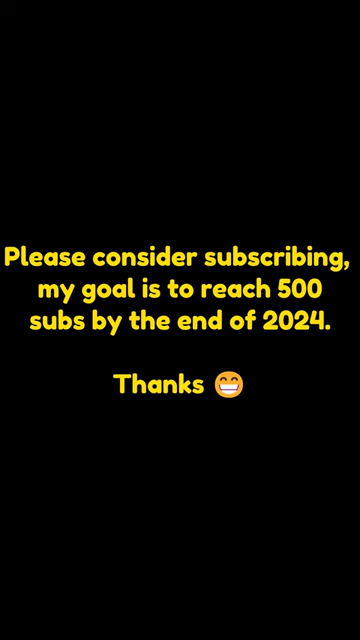 Please consider subscribing,
my goal is to reach 500
subs by the end of 2024.
Thanks 😁